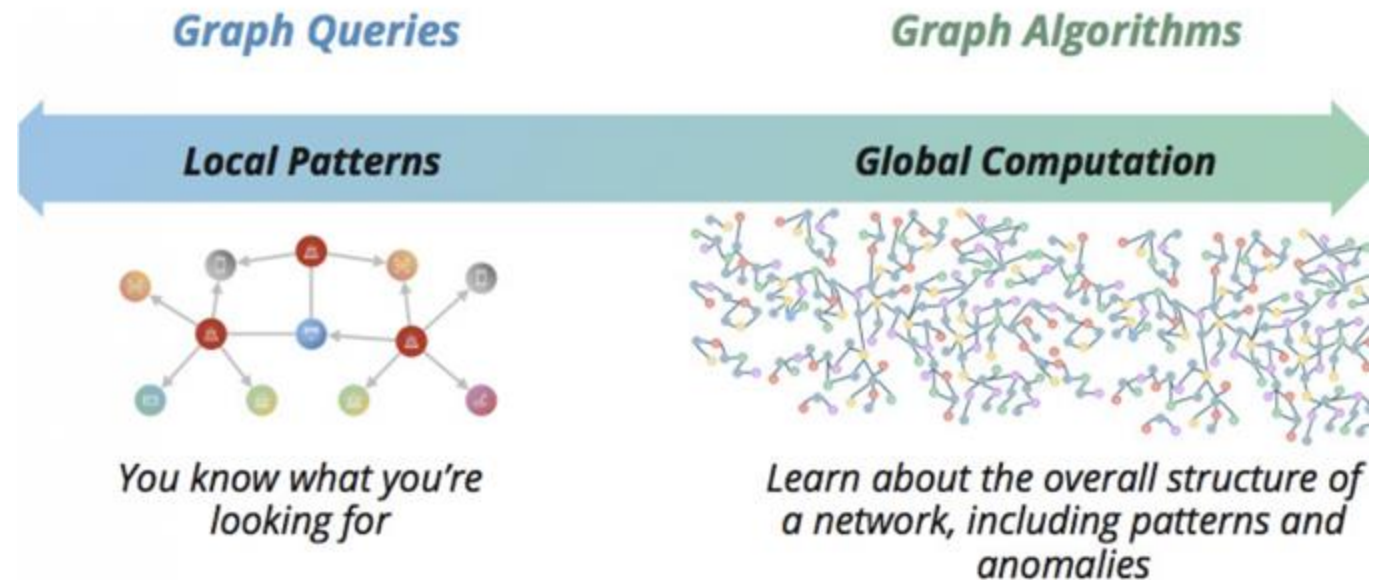 Graph Queries
Graph Algorithms
Local Patterns
Global Computation
You know what you're
looking for
Learn about the overall structure of
a network, including patterns and
anomalies